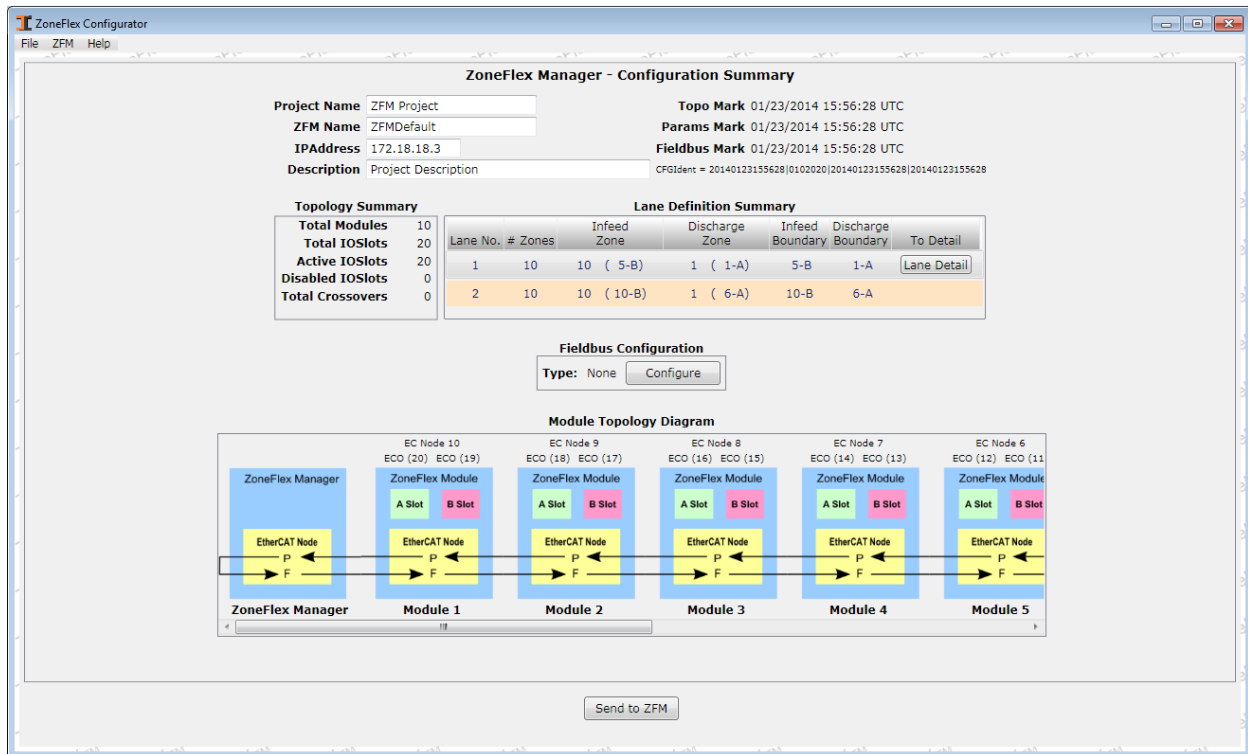 ZoneFlex Configurator
File ZFM Help
ZoneFlex Manager - Configuration Summary
Project Name ZFM Project
Topo Mark 01/23/2014 15:56:28 UTC
ZFM Name ZFMDefault
Params Mark 01/23/2014 15:56:28 UTC
IPAddress 172.18.18.3
Fieldbus Mark 01/23/2014 15:56:28 UTC
Description Project Description
CFGIdent = 20140123155628|0102020|20140123155628|20140123155628
Topology Summary
Total Modules 10
Total IOSlots 20
Active IOSlots 20
Disabled IOSlots 0
Total Crossovers 0
Lane Definition Summary
Lane No. # Zones Infeed Zone Discharge Zone Infeed Boundary Discharge Boundary To Detail
1 10 10 ( 5-B) 1 ( 1-A) 5-B 1-A Lane Detail
2 10 10 ( 10-B) 1 ( 6-A) 10-B 6-A
Fieldbus Configuration
Type: None Configure
Module Topology Diagram
EC Node 10 EC Node 9 EC Node 8 EC Node 7 EC Node 6
ECO (20) ECO (19) ECO (18) ECO (17) ECO (16) ECO (15) ECO (14) ECO (13) ECO (12) ECO (11
ZoneFlex Manager ZoneFlex Module ZoneFlex Module ZoneFlex Module ZoneFlex Module ZoneFlex Module
A Slot B Slot A Slot B Slot A Slot B Slot A Slot B Slot A Slot B Slot
EtherCAT Node EtherCAT Node EtherCAT Node EtherCAT Node EtherCAT Node EtherCAT Node
P P P P P P
F F F F F F
ZoneFlex Manager Module 1 Module 2 Module 3 Module 4 Module 5
Send to ZFM